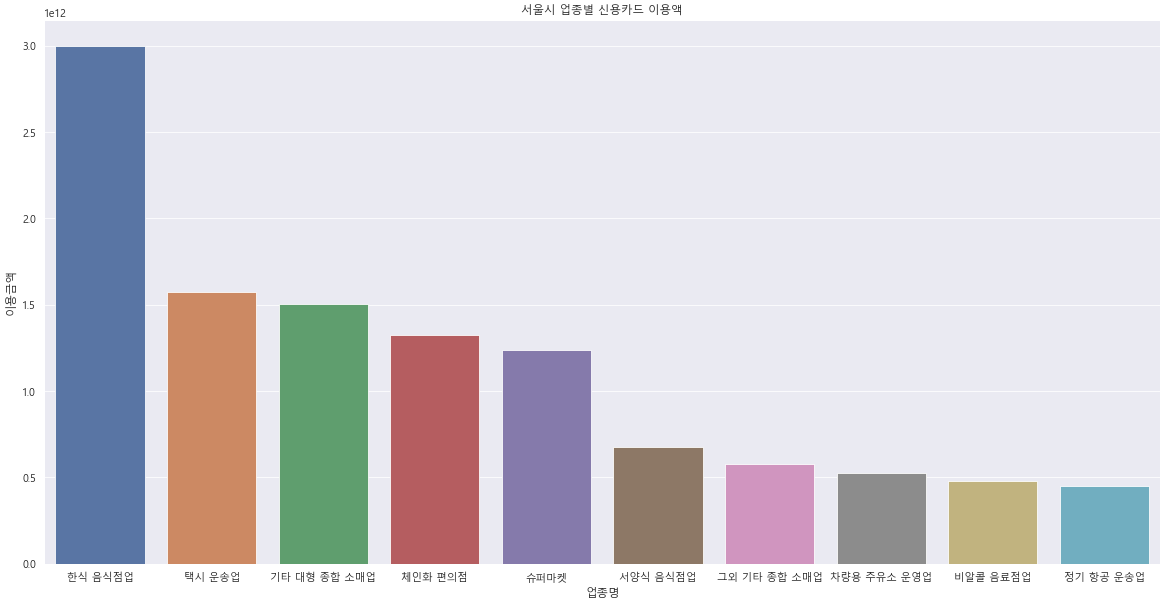 서울시 업종별 신용카드 이용액
1e12
3.0
2.5
2.0
1.5
1.0
0.5
0.0
이용금액
한식 음식점업 택시 운송업 기타 대형 종합 소매업 체인화 편의점 슈퍼마켓 서양식 음식점업 그외 기타 종합 소매업 차량용 주유소 운영업 비알콜 음료점업 정기 항공 운송업
업종명